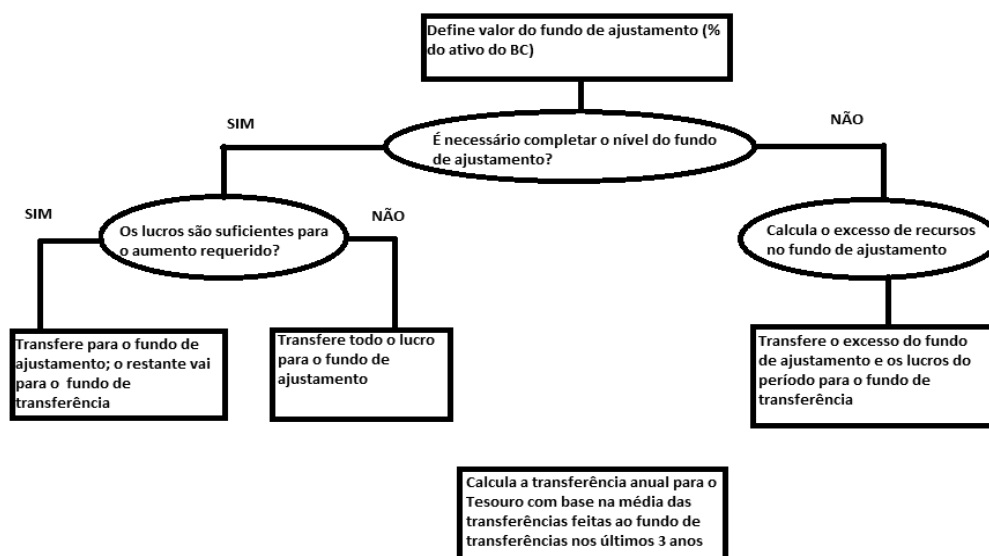 Define valor do fundo de ajustamento (%
do ativo do BC)
SIM
NÃO
É necessário completar o nível do fundo
de ajustamento?
SIM
NÃO
Os lucros são suficientes para
o aumento requerido?
Calcula o excesso de recursos
no fundo de ajustamento
Transfere para o fundo de
ajustamento; o restante vai
para o fundo de
transferência
Transfere todo o lucro
para o fundo de
ajustamento
Transfere o excesso do fundo
de ajustamento e os lucros do
período para o fundo de
transferência
Calcula a transferência anual para o
Tesouro com base na média das
transferências feitas ao fundo de
transferências nos últimos 3 anos